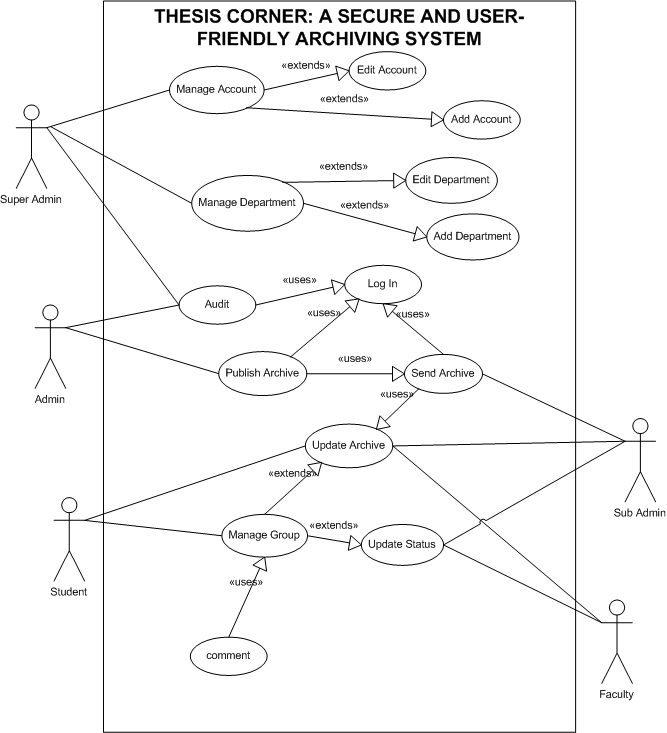 THESIS CORNER: A SECURE AND USER-
FRIENDLY ARCHIVING SYSTEM
«extends»
Edit Account
Manage Account
«extends»
Add Account
Super Admin
«extends»
Edit Department
Manage Department
«extends»
Add Department
«uses»
Log In
Audit
«uses»
«uses»
Admin
«uses»
Publish Archive
Send Archive
«uses»
Update Archive
«extends»
Sub Admin
Student
Manage Group
«extends»
Update Status
«uses»
comment
Faculty